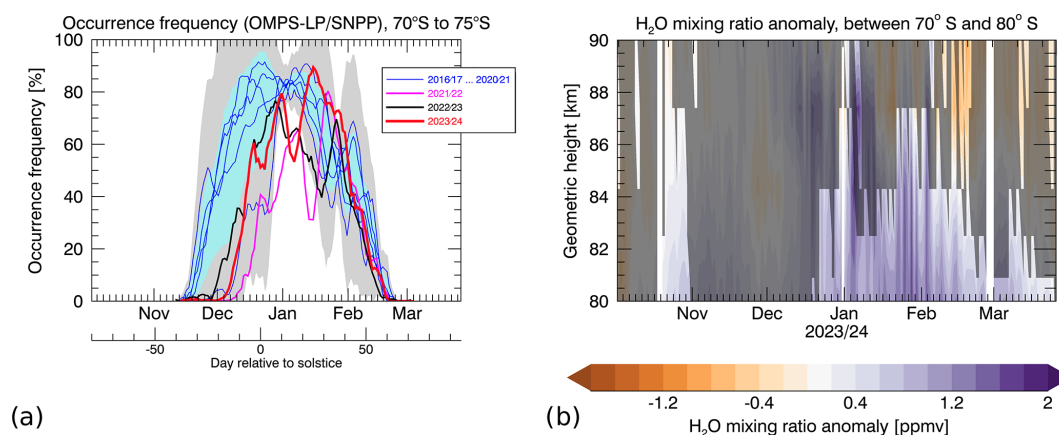 Occurrence frequency (OMPS-LP/SNPP), 70°S to 75°S
100
80
60
40
20
0
Occurrence frequency [%]
2016/17 ... 2020/21
2021/22
2022/23
2023/24
Nov Dec Jan Feb Mar
-50 0 50
Day relative to solstice
(a)
H₂O mixing ratio anomaly, between 70° S and 80° S
90
88
86
84
82
80
Geometric height [km]
Nov Dec Jan Feb Mar
2023/24
-1.2 -0.4 0.4 1.2 2
H₂O mixing ratio anomaly [ppmv]
(b)